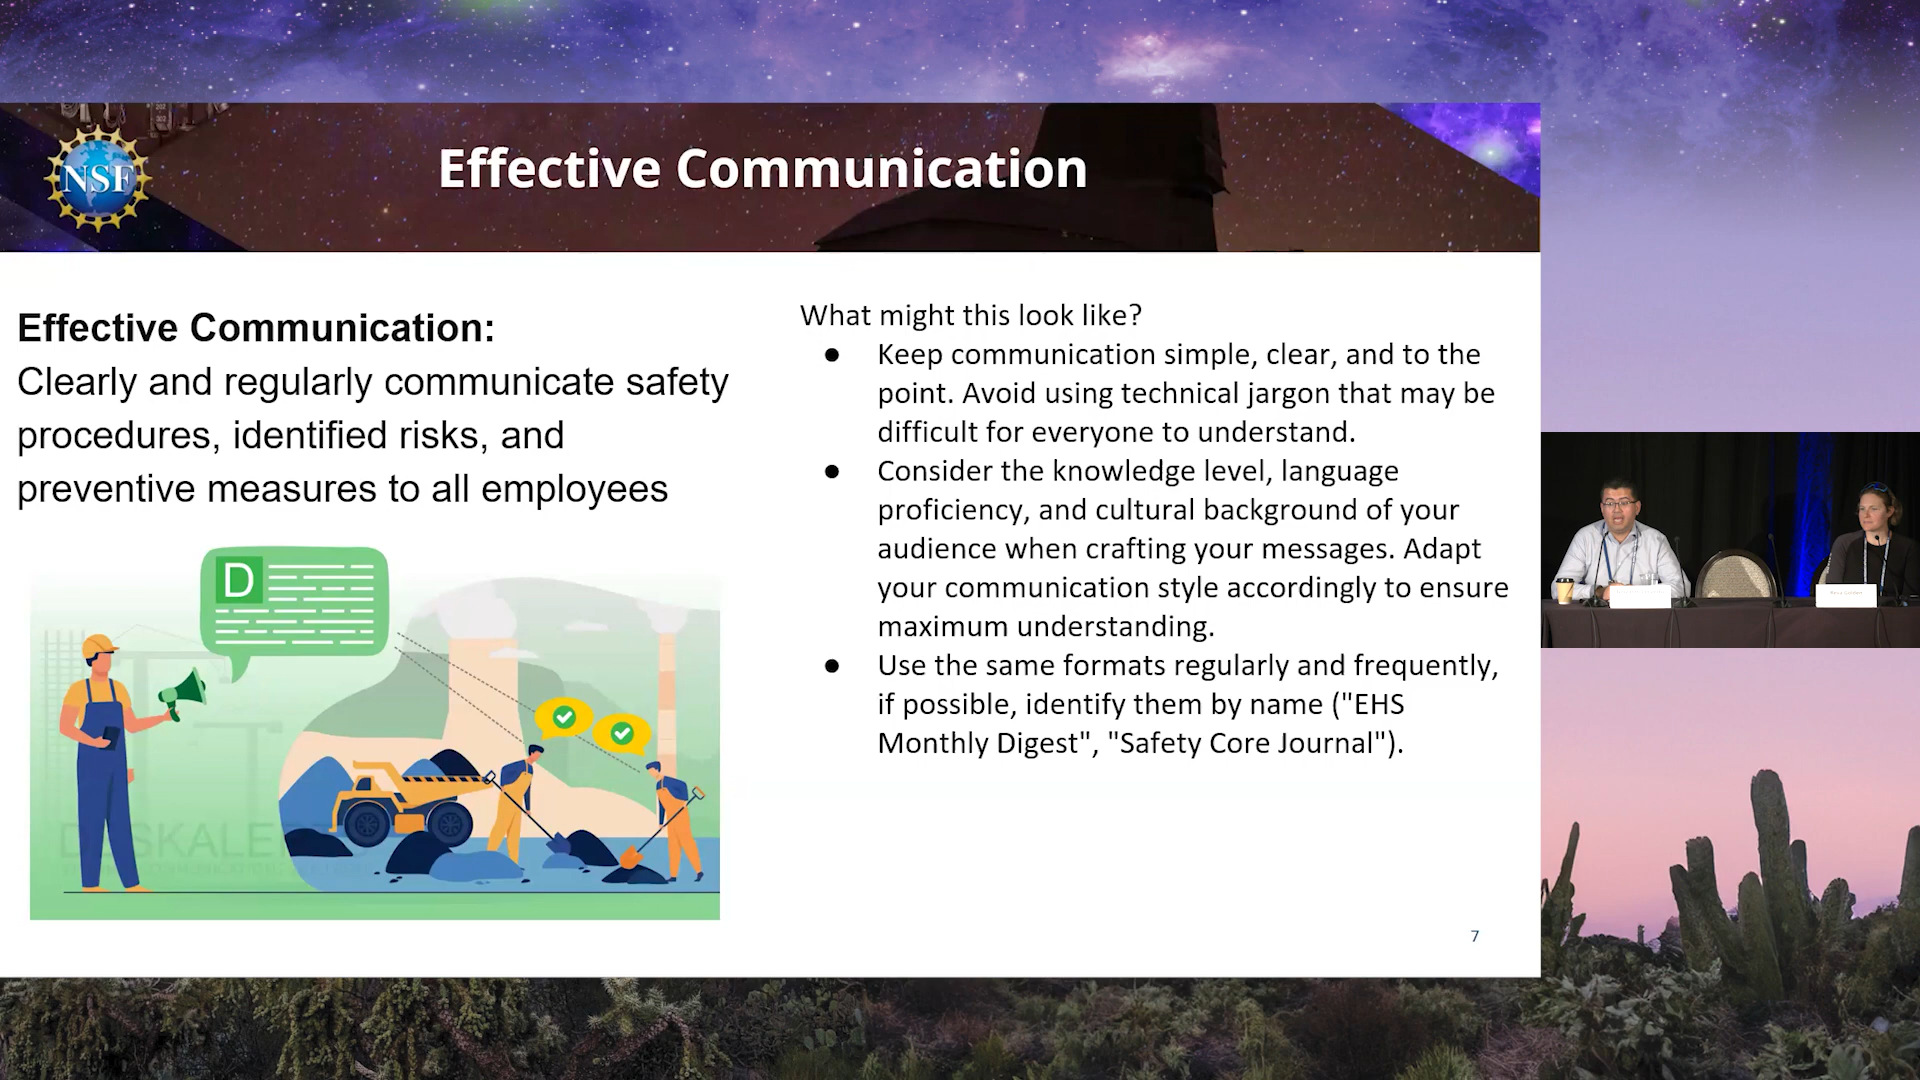 NSF
Effective Communication
Effective Communication:
Clearly and regularly communicate safety
procedures, identified risks, and
preventive measures to all employees
D
What might this look like?
● Keep communication simple, clear, and to the
point. Avoid using technical jargon that may be
difficult for everyone to understand.
● Consider the knowledge level, language
proficiency, and cultural background of your
audience when crafting your messages. Adapt
your communication style accordingly to ensure
maximum understanding.
● Use the same formats regularly and frequently,
if possible, identify them by name ("EHS
Monthly Digest", "Safety Core Journal").
7